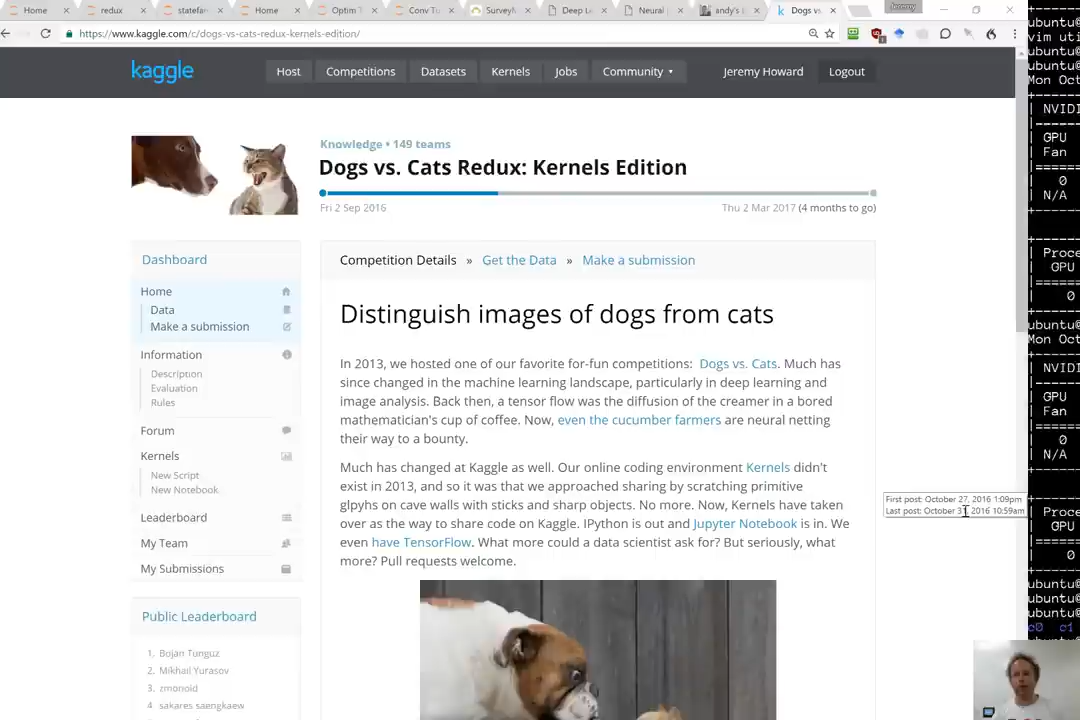 Home
redux
statefar
Home
Optim T
Conv Tu
Survey
Deep L
Neural
andy's
Dogs vs
Jeremy
https://www.kaggle.com/c/dogs-vs-cats-redux-kernels-edition/
kaggle
Host
Competitions
Datasets
Kernels
Jobs
Community
Jeremy Howard
Logout
Knowledge • 149 teams
Dogs vs. Cats Redux: Kernels Edition
Fri 2 Sep 2016
Thu 2 Mar 2017 (4 months to go)
Dashboard
Home
Data
Make a submission
Information
Description
Evaluation
Rules
Forum
Kernels
New Script
New Notebook
Leaderboard
My Team
My Submissions
Public Leaderboard
1. Bojan Tunguz
2. Mikhail Yurasov
3. zmonoid
4 sakares saengkaew
Competition Details » Get the Data » Make a submission
Distinguish images of dogs from cats
In 2013, we hosted one of our favorite for-fun competitions: Dogs vs. Cats. Much has
since changed in the machine learning landscape, particularly in deep learning and
image analysis. Back then, a tensor flow was the diffusion of the creamer in a bored
mathematician's cup of coffee. Now, even the cucumber farmers are neural netting
their way to a bounty.
Much has changed at Kaggle as well. Our online coding environment Kernels didn't
exist in 2013, and so it was that we approached sharing by scratching primitive
glyphs on cave walls with sticks and sharp objects. No more. Now, Kernels have taken
over as the way to share code on Kaggle. IPython is out and Jupyter Notebook is in. We
even have TensorFlow. What more could a data scientist ask for? But seriously, what
more? Pull requests welcome.
First post: October 27, 2016 1:09pm
Last post: October 3 2016 10:59am
ubuntu@
vim uti
ubuntu@
Mon Oct
NVIDI
GPU
Fan
0
N/A
Proce
GPU
0
ubuntu@
Mon Oct
NVIDI
GPU
Fan
0
N/A
Proce
GPU
0
ubuntu@
ubuntu@
ubuntu@
c0 c1
ubuntu@